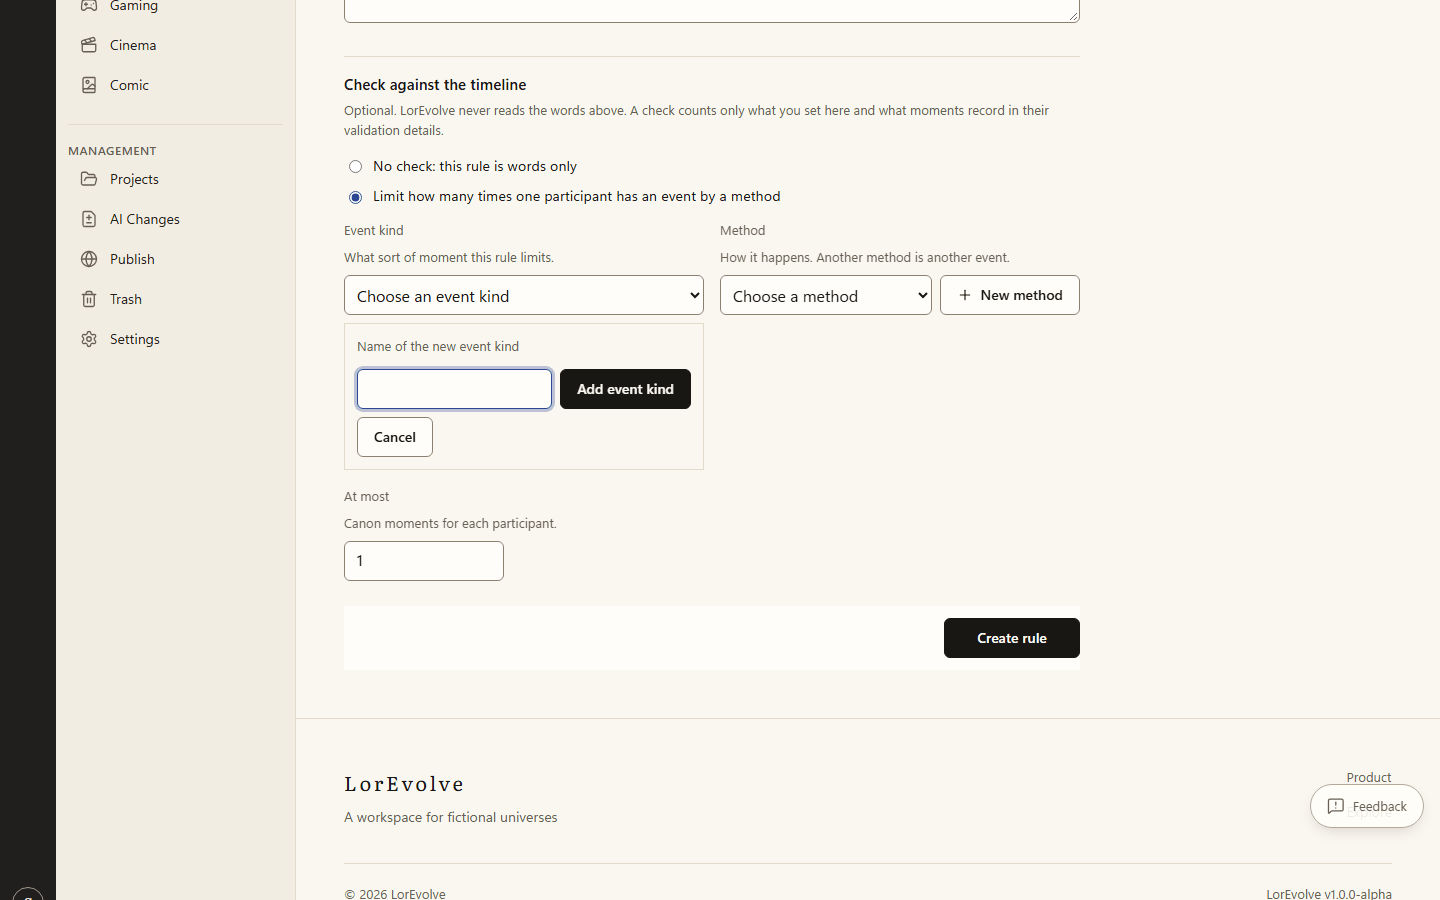 Gaming
Cinema
Comic
MANAGEMENT
Projects
AI Changes
Publish
Trash
Settings
Check against the timeline
Optional. LorEvolve never reads the words above. A check counts only what you set here and what moments record in their
validation details.
No check: this rule is words only
Limit how many times one participant has an event by a method
Event kind
What sort of moment this rule limits.
Choose an event kind
Method
How it happens. Another method is another event.
Choose a method
New method
Name of the new event kind
Add event kind
Cancel
At most
Canon moments for each participant.
1
Create rule
LorEvolve
A workspace for fictional universes
Product
Explore
Feedback
© 2026 LorEvolve
LorEvolve v1.0.0-alpha